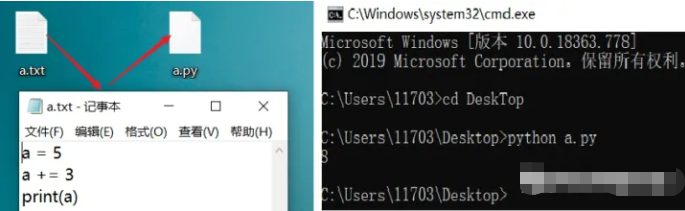 a.txt
a.py
a.txt - 记事本
文件(F) 编辑(E) 格式(O) 查看(V) 帮助(H)
a = 5
a += 3
print(a)
C:\Windows\system32\cmd.exe
Microsoft Windows [版本 10.0.18363.778]
(c) 2019 Microsoft Corporation。保留所有权利。
C:\Users\11703>cd DeskTop
C:\Users\11703\Desktop>python a.py
8
C:\Users\11703\Desktop>